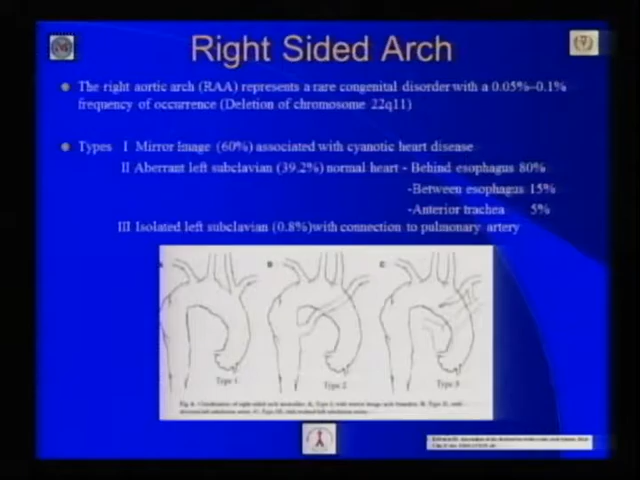 Right Sided Arch
The right aortic arch (RAA) represents a rare congenital disorder with a 0.05%–0.1%
frequency of occurrence (Deletion of chromosome 22q11)
Types I Mirror image (60%) associated with cyanotic heart disease
II Aberrant left subclavian (39.2%) normal heart - Behind esophagus 80%
-Between esophagus 15%
-Anterior trachea 5%
III Isolated left subclavian (0.8%)with connection to pulmonary artery
A B C
Type 1 Type 2 Type 3